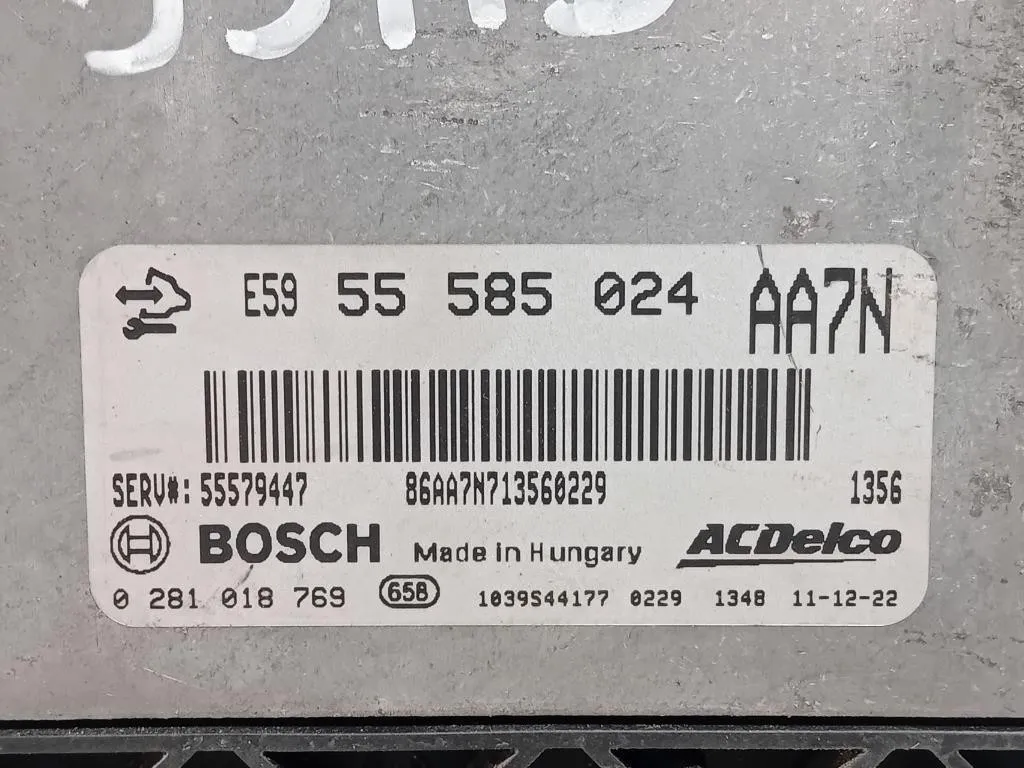 E59 55 585 024 AA7N
SERV#: 55579447 86AA7N713560229 1356
BOSCH Made in Hungary ACDelco
0 281 018 769 65B 1039S44177 0229 1348 11-12-22